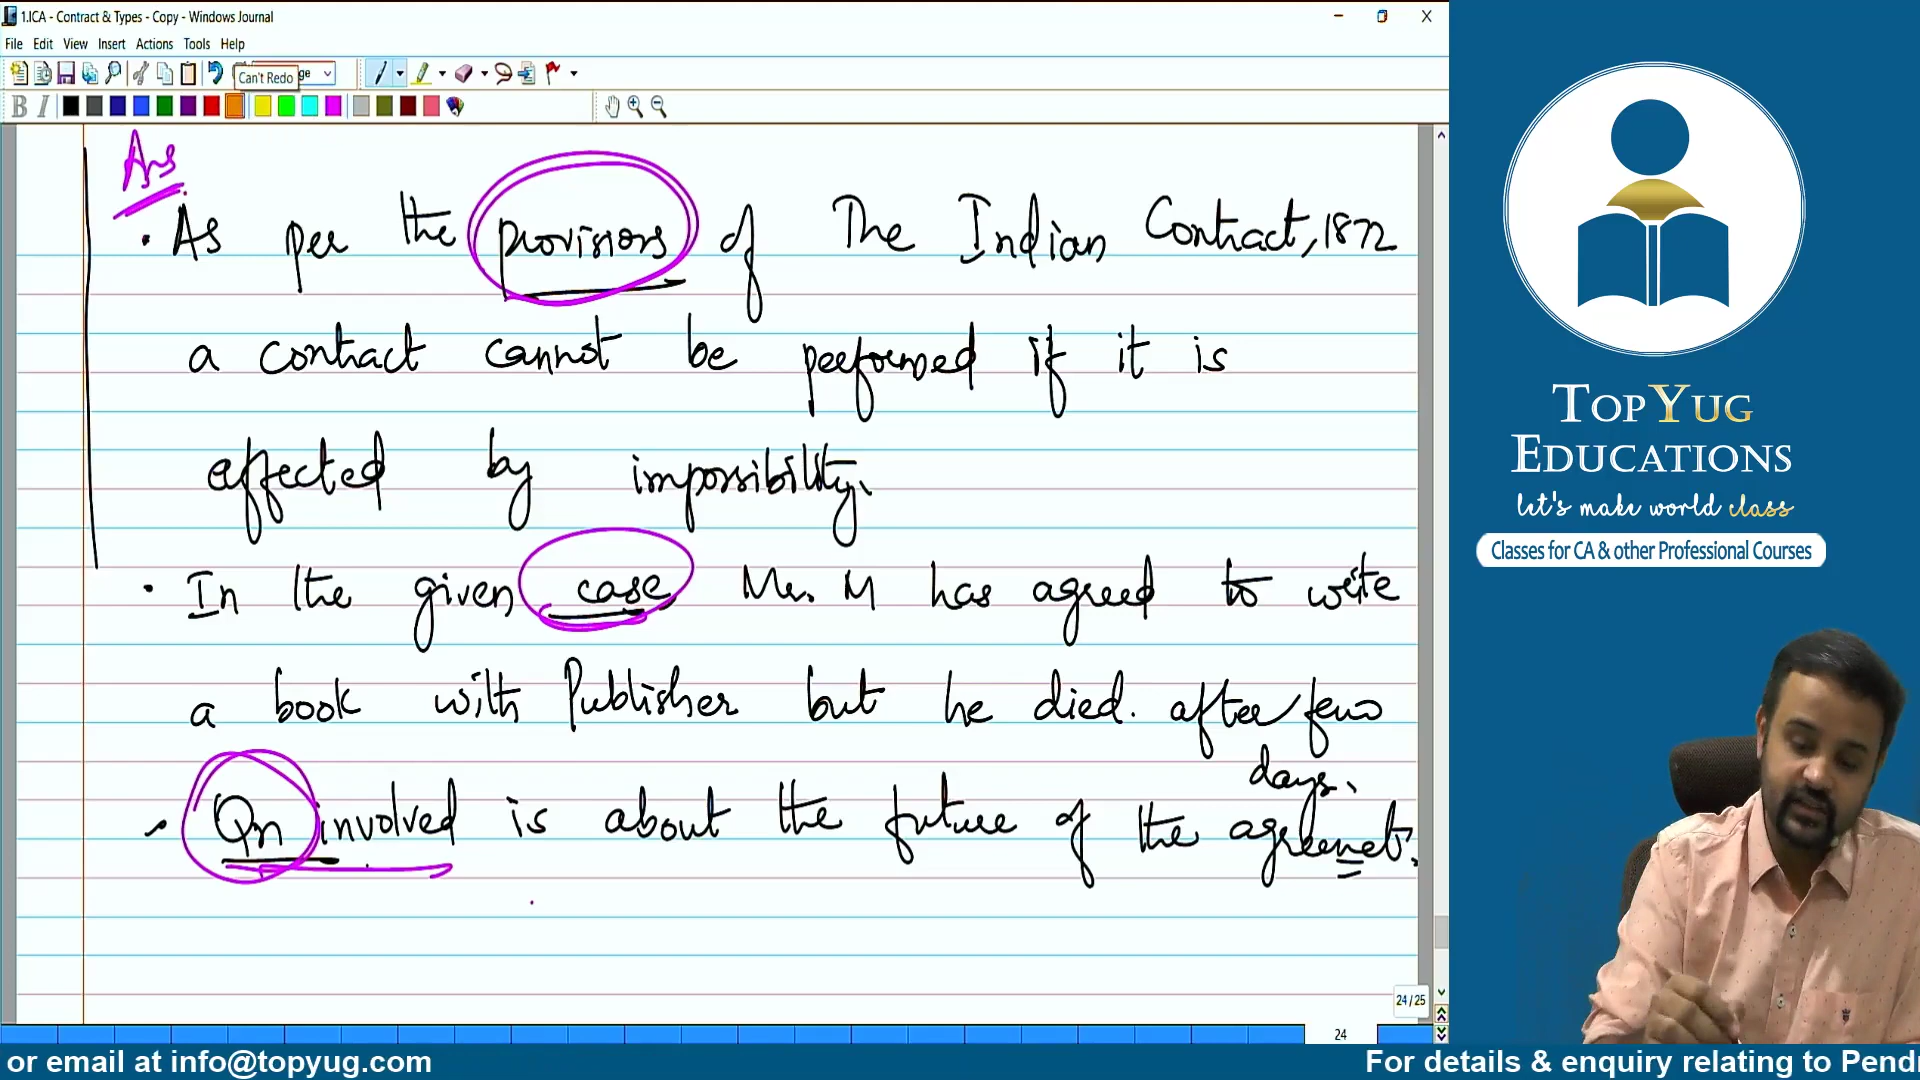 1.ICA - Contract & Types - Copy - Windows Journal
File Edit View Insert Actions Tools Help
Can't Redo
ge
B I
Ans
• As per the provisions of The Indian Contract, 1872
a contract cannot be performed if it is
effected by impossibility.
• In the given case Mr. M has agreed to write
a book with Publisher but he died. after few
days.
• Qn involved is about the future of the agreemet.
24 / 25
24
TOPYUG
EDUCATIONS
let's make world class
Classes for CA & other Professional Courses
or email at info@topyug.com
For details & enquiry relating to Pend